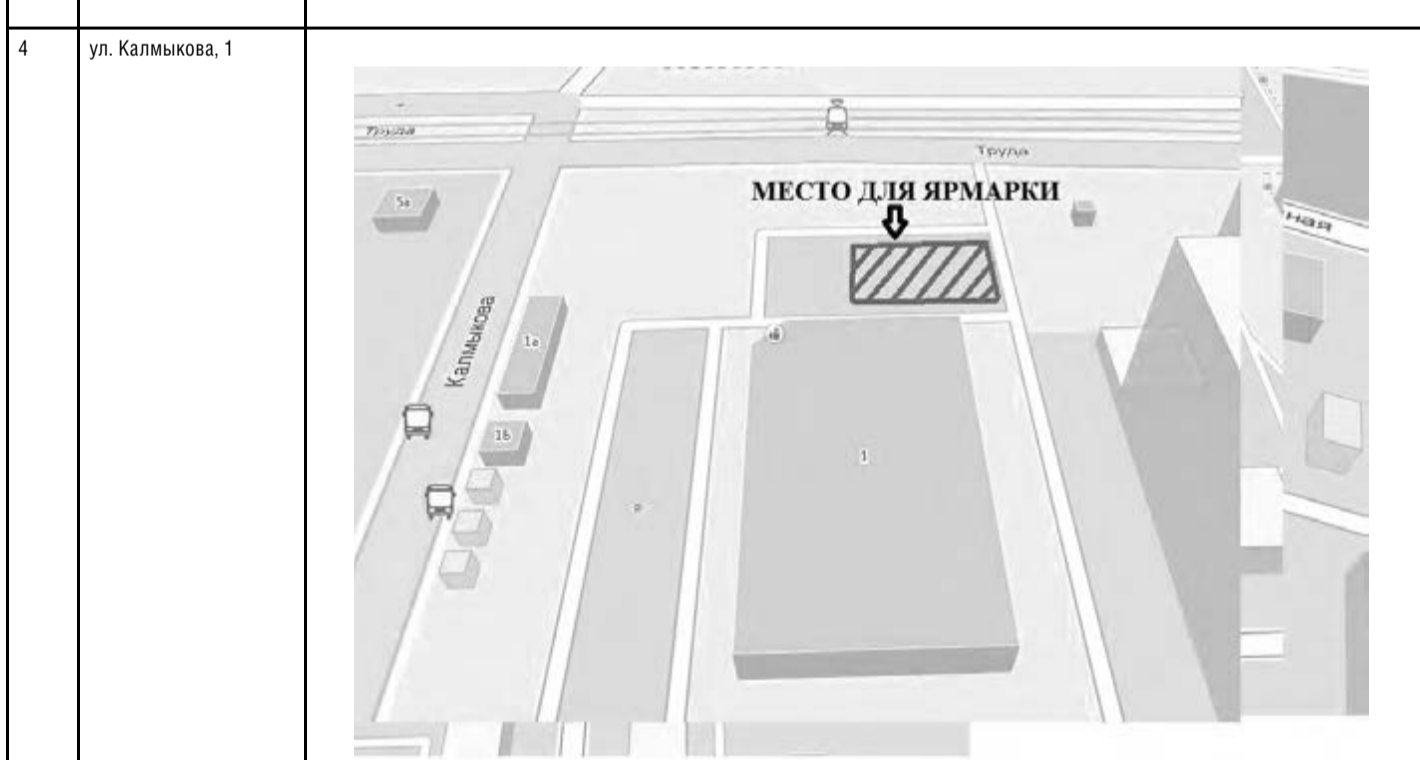 4
ул. Калмыкова, 1
Труда
Труда
МЕСТО ДЛЯ ЯРМАРКИ
5а
ная
Калмыкова
1а
1Б
1
P